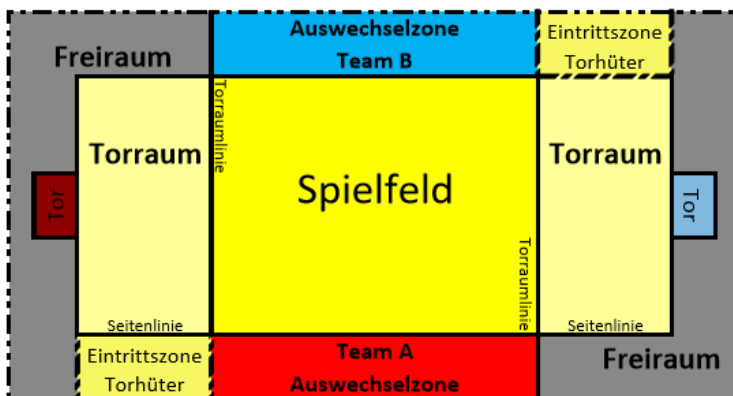 Auswechselzone
Team B
Eintrittszone
Torhüter
Freiraum
Torraumlinie
Torraum
Torraum
Spielfeld
Tor
Tor
Torraumlinie
Seitenlinie
Seitenlinie
Eintrittszone
Torhüter
Team A
Auswechselzone
Freiraum